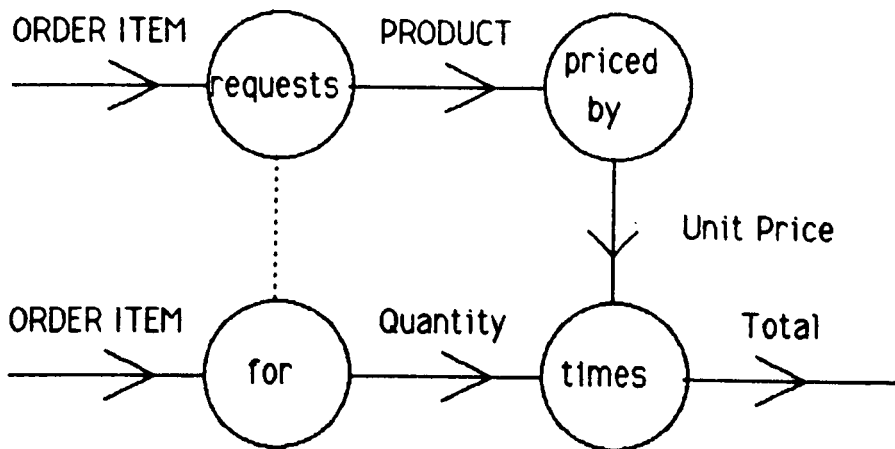 ORDER ITEM
requests
PRODUCT
priced
by
Unit Price
ORDER ITEM
for
Quantity
times
Total